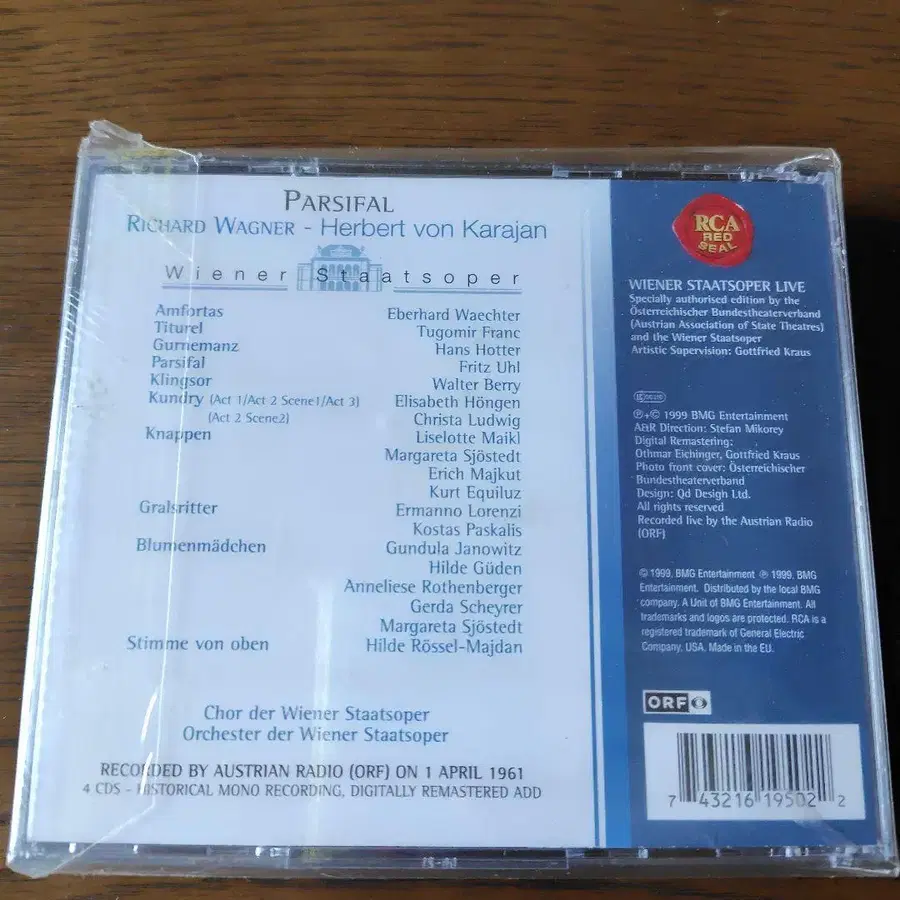 PARSIFAL
RICHARD WAGNER - Herbert von Karajan
Wiener Staatsoper
Amfortas Eberhard Waechter
Titurel Tugomir Franc
Gurnemanz Hans Hotter
Parsifal Fritz Uhl
Klingsor Walter Berry
Kundry (Act 1/Act 2 Scene1/Act 3) Elisabeth Höngen
(Act 2 Scene2) Christa Ludwig
Knappen Liselotte Maikl
Margareta Sjöstedt
Erich Majkut
Kurt Equiluz
Gralsritter Ermanno Lorenzi
Kostas Paskalis
Blumenmädchen Gundula Janowitz
Hilde Güden
Anneliese Rothenberger
Gerda Scheyrer
Margareta Sjöstedt
Stimme von oben Hilde Rössel-Majdan
Chor der Wiener Staatsoper
Orchester der Wiener Staatsoper
RECORDED BY AUSTRIAN RADIO (ORF) ON 1 APRIL 1961
4 CDS - HISTORICAL MONO RECORDING, DIGITALLY REMASTERED ADD
RCA
RED
SEAL
WIENER STAATSOPER LIVE
Specially authorised edition by the
Österreichischer Bundestheaterverband
(Austrian Association of State Theatres)
and the Wiener Staatsoper
Artistic Supervision: Gottfried Kraus
℗+© 1999 BMG Entertainment
A&R Direction: Stefan Mikorey
Digital Remastering:
Othmar Eichinger, Gottfried Kraus
Photo front cover: Österreichischer
Bundestheaterverband
Design: Qd Design Ltd.
All rights reserved
Recorded live by the Austrian Radio
(ORF)
© 1999, BMG Entertainment ℗ 1999, BMG
Entertainment. Distributed by the local BMG
company. A Unit of BMG Entertainment. All
trademarks and logos are protected. RCA is a
registered trademark of General Electric
Company, USA. Made in the EU.
ORF
7 43216 19502 2